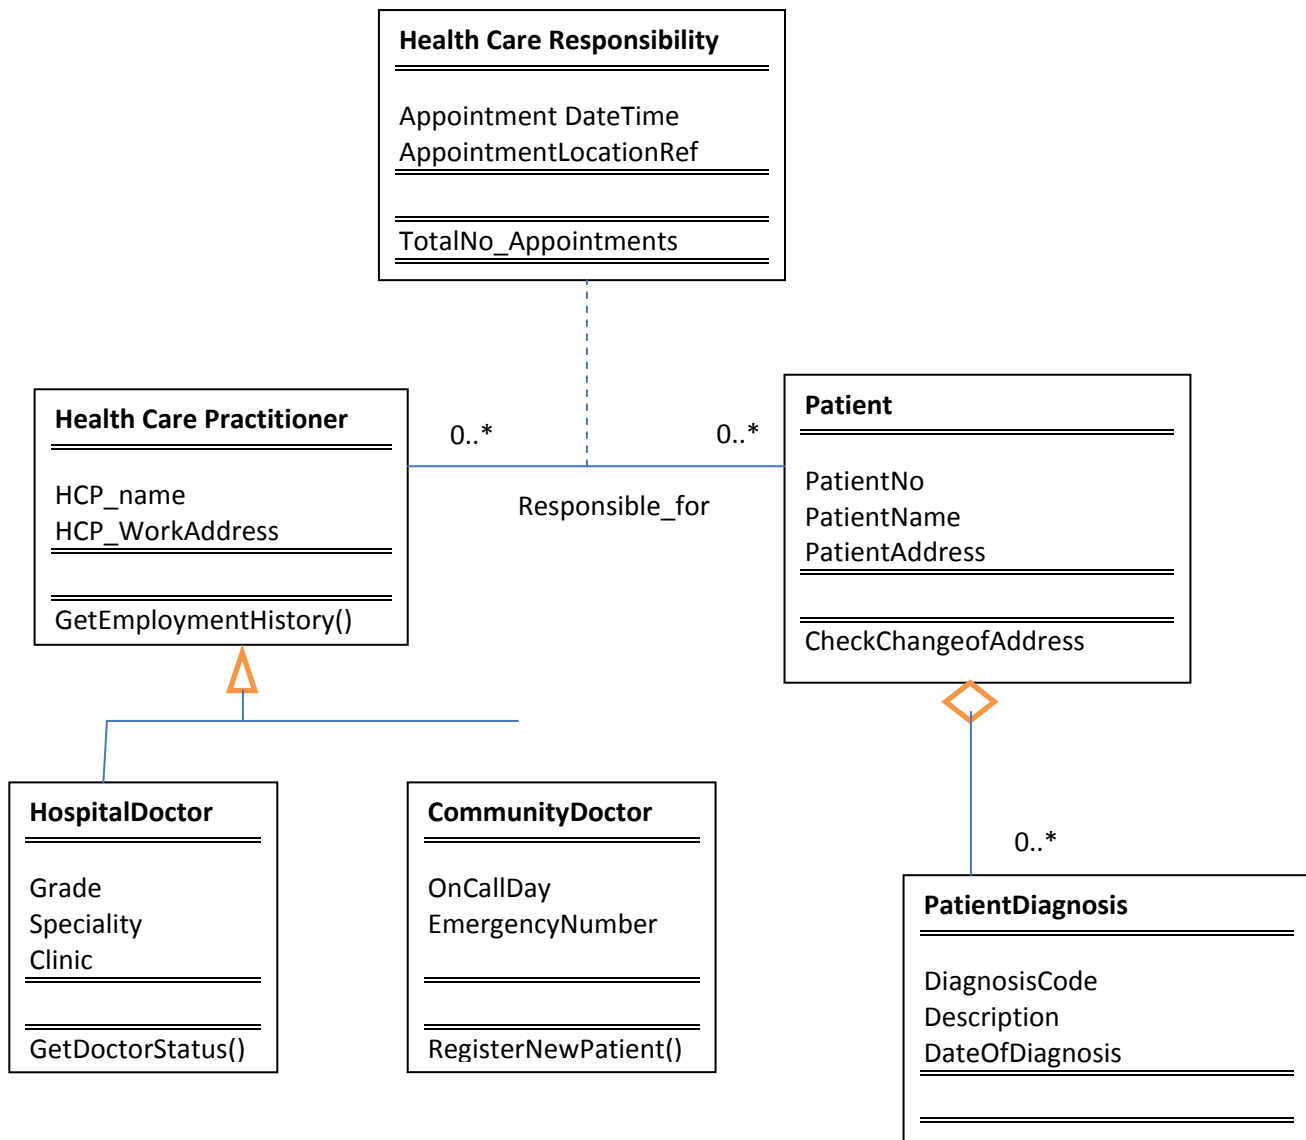 Health Care Responsibility
Appointment DateTime
AppointmentLocationRef
TotalNo_Appointments
Health Care Practitioner
HCP_name
HCP_WorkAddress
GetEmploymentHistory()
0..*
0..*
Responsible_for
Patient
PatientNo
PatientName
PatientAddress
CheckChangeofAddress
HospitalDoctor
Grade
Speciality
Clinic
GetDoctorStatus()
CommunityDoctor
OnCallDay
EmergencyNumber
RegisterNewPatient()
0..*
PatientDiagnosis
DiagnosisCode
Description
DateOfDiagnosis